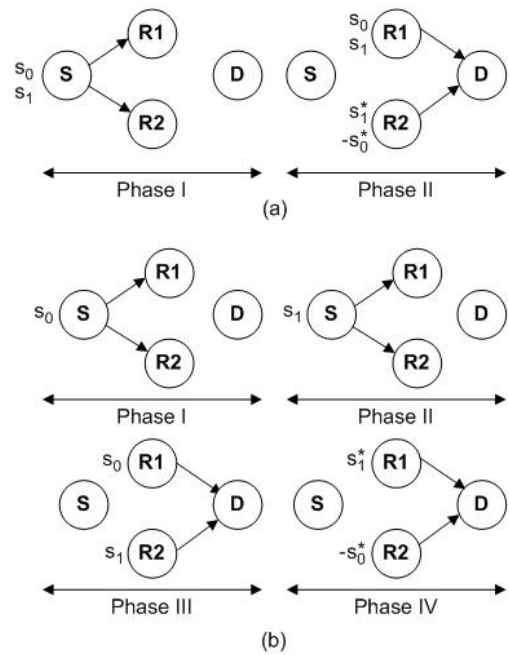 R1
s₀
s₁
S
D
R2
Phase I
s₀
s₁
R1
S
D
R2
s₁*
-s₀*
Phase II
(a)
R1
s₀
S
D
R2
Phase I
R1
s₁
S
D
R2
Phase II
s₀
R1
S
D
s₁
R2
Phase III
s₁*
R1
S
D
-s₀*
R2
Phase IV
(b)